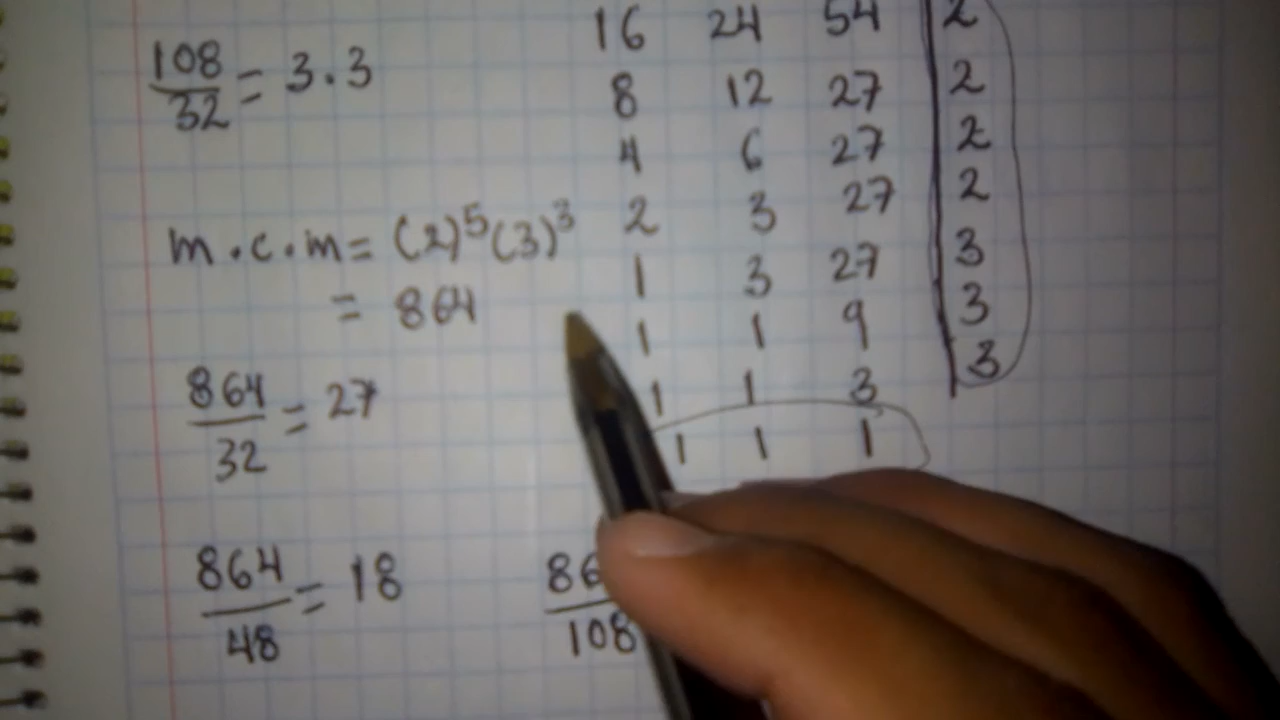 108
32 = 3.3
m.c.m = (2)^5 (3)^3
= 864
864
32 = 27
864
48 = 18
86
108
16 24 54 | 2
8 12 27 | 2
4 6 27 | 2
2 3 27 | 2
1 3 27 | 3
1 1 9 | 3
1 1 3 | 3
1 1 1